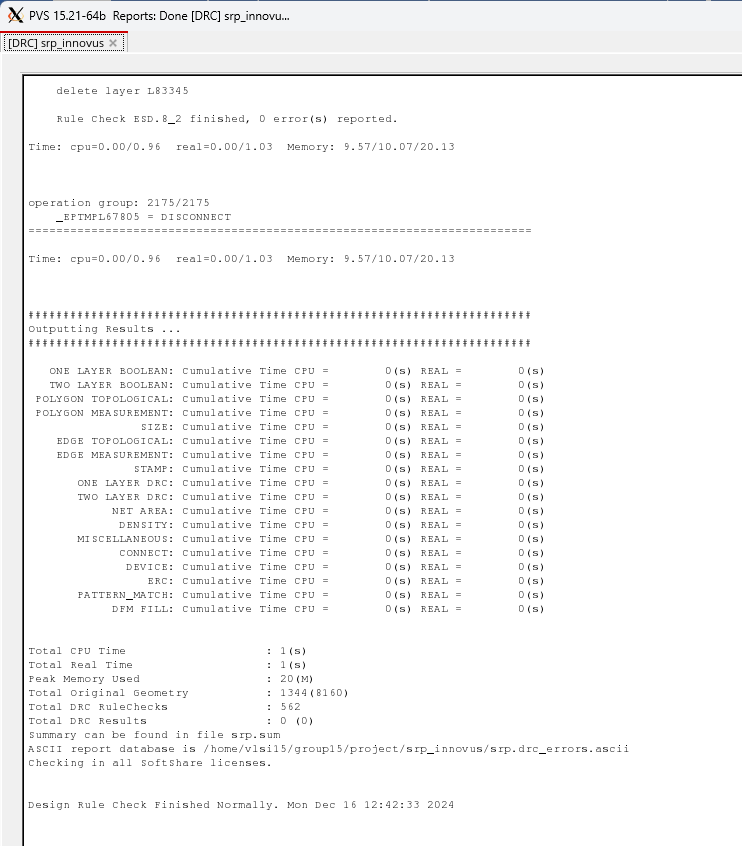 PVS 15.21-64b Reports: Done [DRC] srp_innovu...
[DRC] srp_innovus
delete layer L83345
Rule Check ESD.8_2 finished, 0 error(s) reported.
Time: cpu=0.00/0.96 real=0.00/1.03 Memory: 9.57/10.07/20.13
operation group: 2175/2175
_EPTMPL67805 = DISCONNECT
========================================================================
Time: cpu=0.00/0.96 real=0.00/1.03 Memory: 9.57/10.07/20.13
########################################################################
Outputting Results ...
########################################################################
ONE LAYER BOOLEAN: Cumulative Time CPU = 0(s) REAL = 0(s)
TWO LAYER BOOLEAN: Cumulative Time CPU = 0(s) REAL = 0(s)
POLYGON TOPOLOGICAL: Cumulative Time CPU = 0(s) REAL = 0(s)
POLYGON MEASUREMENT: Cumulative Time CPU = 0(s) REAL = 0(s)
SIZE: Cumulative Time CPU = 0(s) REAL = 0(s)
EDGE TOPOLOGICAL: Cumulative Time CPU = 0(s) REAL = 0(s)
EDGE MEASUREMENT: Cumulative Time CPU = 0(s) REAL = 0(s)
STAMP: Cumulative Time CPU = 0(s) REAL = 0(s)
ONE LAYER DRC: Cumulative Time CPU = 0(s) REAL = 0(s)
TWO LAYER DRC: Cumulative Time CPU = 0(s) REAL = 0(s)
NET AREA: Cumulative Time CPU = 0(s) REAL = 0(s)
DENSITY: Cumulative Time CPU = 0(s) REAL = 0(s)
MISCELLANEOUS: Cumulative Time CPU = 0(s) REAL = 0(s)
CONNECT: Cumulative Time CPU = 0(s) REAL = 0(s)
DEVICE: Cumulative Time CPU = 0(s) REAL = 0(s)
ERC: Cumulative Time CPU = 0(s) REAL = 0(s)
PATTERN_MATCH: Cumulative Time CPU = 0(s) REAL = 0(s)
DFM FILL: Cumulative Time CPU = 0(s) REAL = 0(s)
Total CPU Time : 1(s)
Total Real Time : 1(s)
Peak Memory Used : 20(M)
Total Original Geometry : 1344(8160)
Total DRC RuleChecks : 562
Total DRC Results : 0 (0)
Summary can be found in file srp.sum
ASCII report database is /home/vlsi15/group15/project/srp_innovus/srp.drc_errors.ascii
Checking in all SoftShare licenses.
Design Rule Check Finished Normally. Mon Dec 16 12:42:33 2024